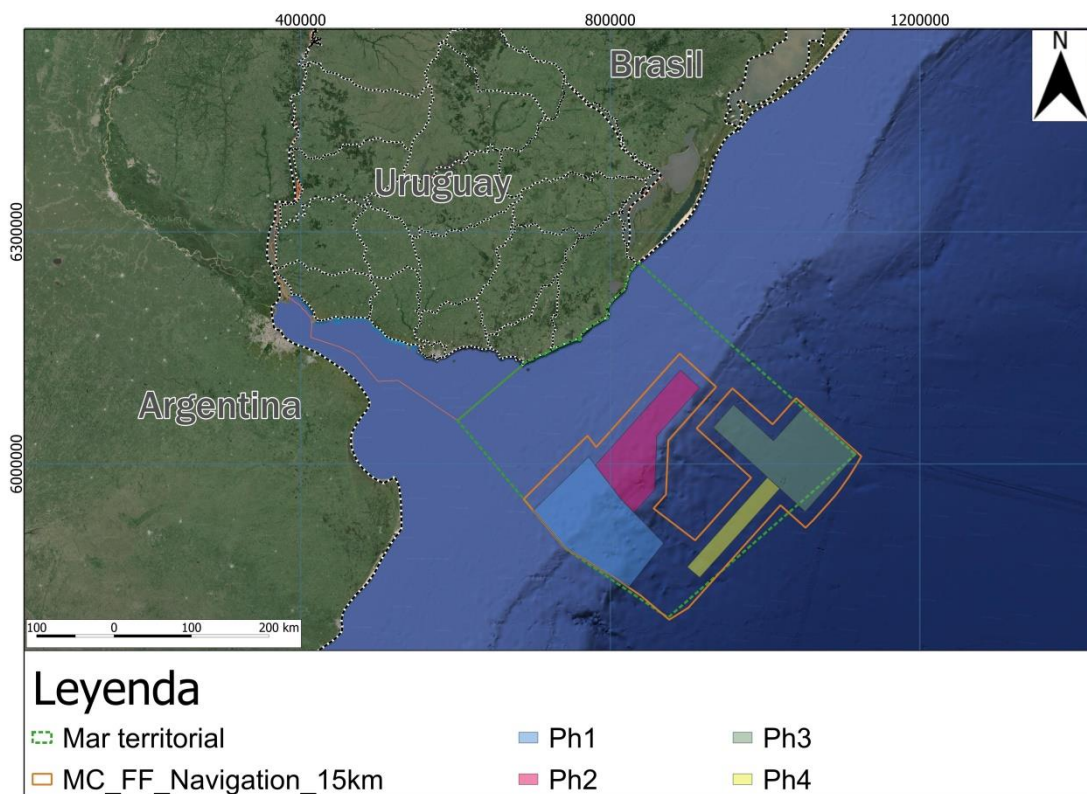 400000 800000 1200000
N
Brasil
Uruguay
6300000
Argentina
6000000
100 0 100 200 km
Leyenda
Mar territorial
MC_FF_Navigation_15km
Ph1
Ph2
Ph3
Ph4